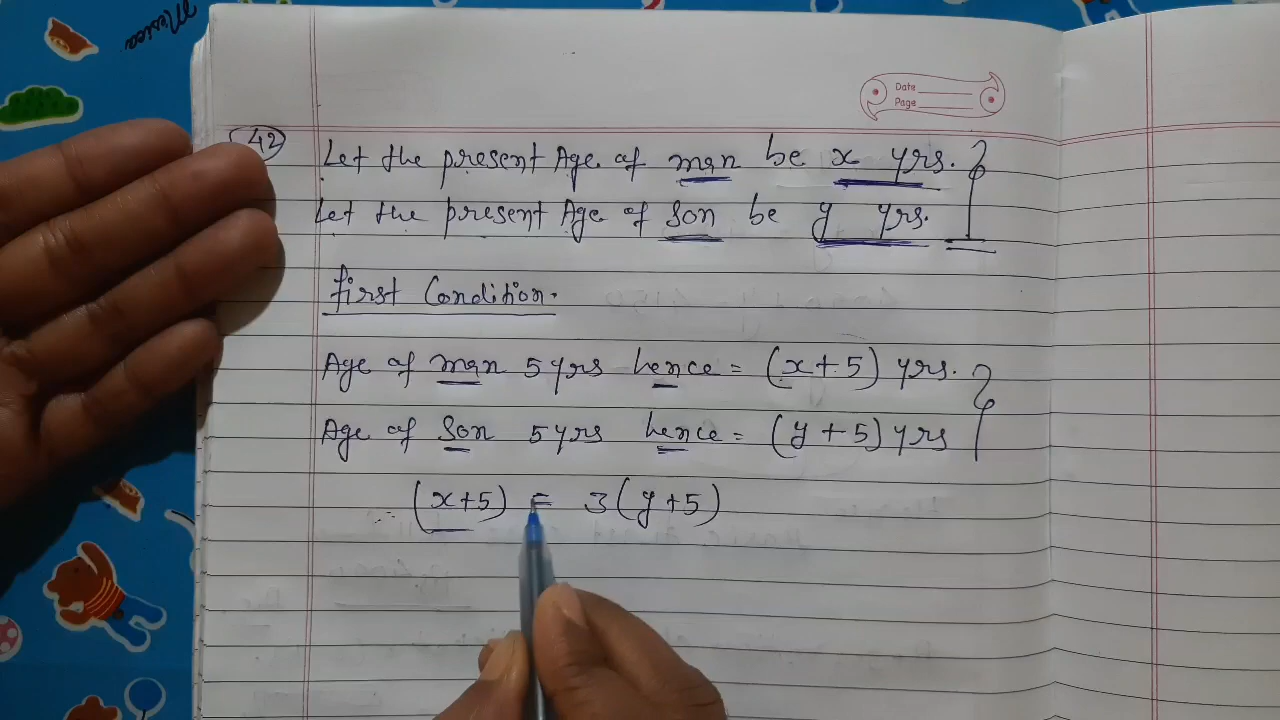 Musica
Date
Page
42
Let the present Age of man be x yrs.
Let the present Age of Son be y yrs.
first Condition.
Age of man 5 yrs hence = (x+5) yrs.
Age of Son 5 yrs hence = (y+5) yrs
∴ (x+5) = 3(y+5)